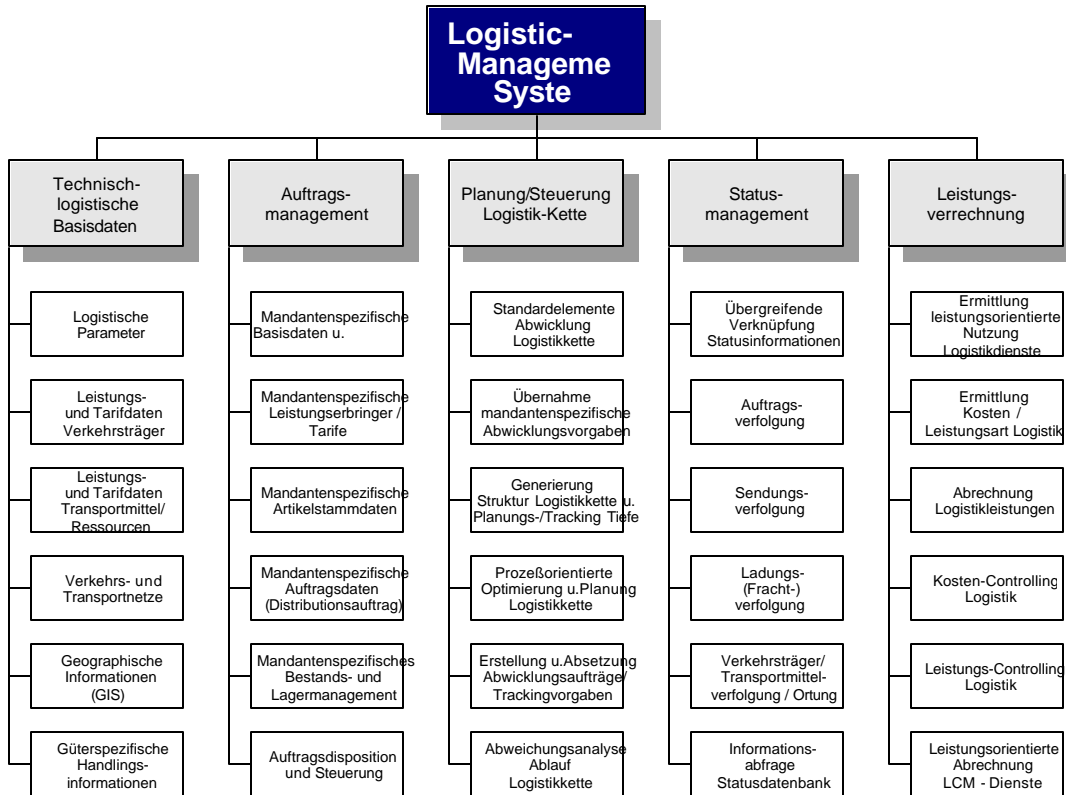 Logistic-
Manageme
Syste
Technisch-
logistische
Basisdaten
Auftrags-
management
Planung/Steuerung
Logistik-Kette
Status-
management
Leistungs-
verrechnung
Logistische
Parameter
Leistungs-
und Tarifdaten
Verkehrsträger
Leistungs-
und Tarifdaten
Transportmittel/
Ressourcen
Verkehrs- und
Transportnetze
Geographische
Informationen
(GIS)
Güterspezifische
Handlings-
informationen
Mandantenspezifische
Basisdaten u.
Mandantenspezifische
Leistungserbringer /
Tarife
Mandantenspezifische
Artikelstammdaten
Mandantenspezifische
Auftragsdaten
(Distributionsauftrag)
Mandantenspezifisches
Bestands- und
Lagermanagement
Auftragsdisposition
und Steuerung
Standardelemente
Abwicklung
Logistikkette
Übernahme
mandantenspezifische
Abwicklungsvorgaben
Generierung
Struktur Logistikkette u.
Planungs-/Tracking Tiefe
Prozeßorientierte
Optimierung u.Planung
Logistikkette
Erstellung u.Absetzung
Abwicklungsaufträge/
Trackingvorgaben
Abweichungsanalyse
Ablauf
Logistikkette
Übergreifende
Verknüpfung
Statusinformationen
Auftrags-
verfolgung
Sendungs-
verfolgung
Ladungs-
(Fracht-)
verfolgung
Verkehrsträger/
Transportmittel-
verfolgung / Ortung
Informations-
abfrage
Statusdatenbank
Ermittlung
leistungsorientierte
Nutzung
Logistikdienste
Ermittlung
Kosten /
Leistungsart Logistik
Abrechnung
Logistikleistungen
Kosten-Controlling
Logistik
Leistungs-Controlling
Logistik
Leistungsorientierte
Abrechnung
LCM - Dienste